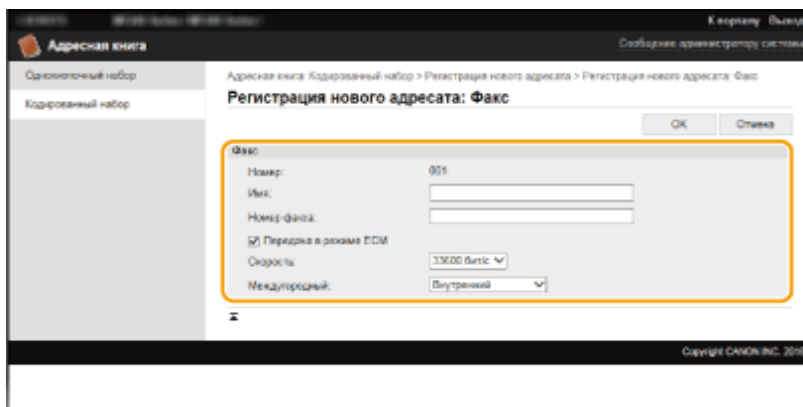 К порталу Выход
Адресная книга
Сообщение администратору системы
Однокнопочный набор
Кодированный набор
Адресная книга: Кодированный набор > Регистрация нового адресата > Регистрация нового адресата: Факс
Регистрация нового адресата: Факс
OK Отмена
Факс
Номер: 001
Имя:
Номер факса:
Передача в режиме ECM
Скорость: 33600 бит/с
Междугородный: Внутренний
Copyright CANON INC. 201